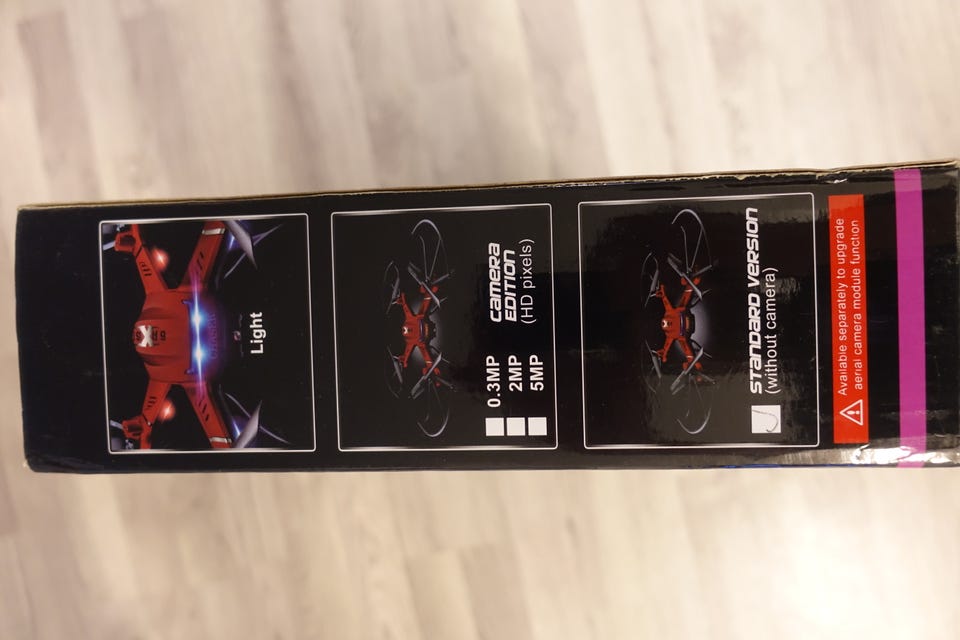 Light
CAMERA
EDITION
(HD pixels)
0.3MP
2MP
5MP
STANDARD VERSION
(without camera)
Available separately to upgrade
aerial camera module function